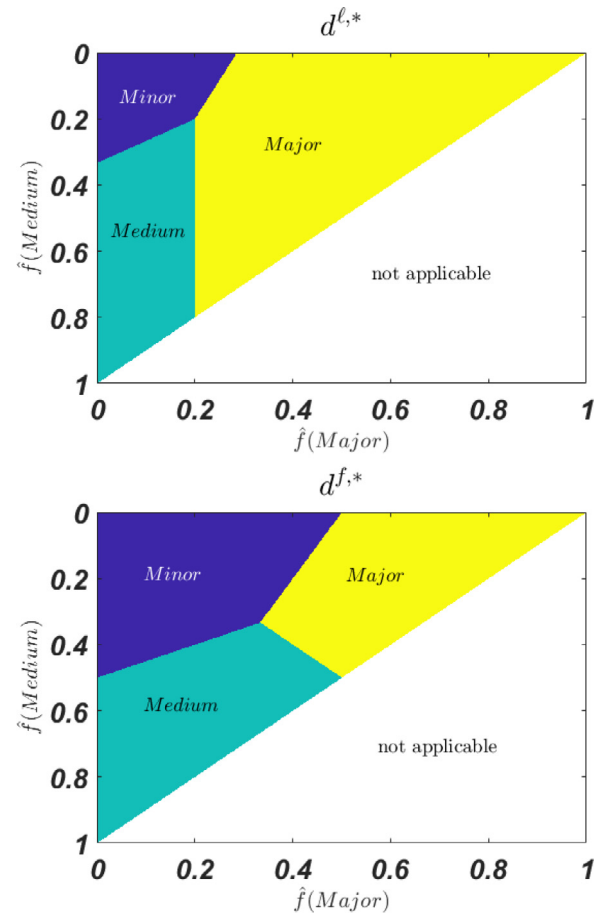 d^{ℓ,*}
0
Minor
0.2
Major
0.4
f̂(Medium)
Medium
0.6
not applicable
0.8
1
0 0.2 0.4 0.6 0.8 1
f̂(Major)
d^{f,*}
0
Minor
Major
0.2
0.4
f̂(Medium)
Medium
0.6
not applicable
0.8
1
0 0.2 0.4 0.6 0.8 1
f̂(Major)